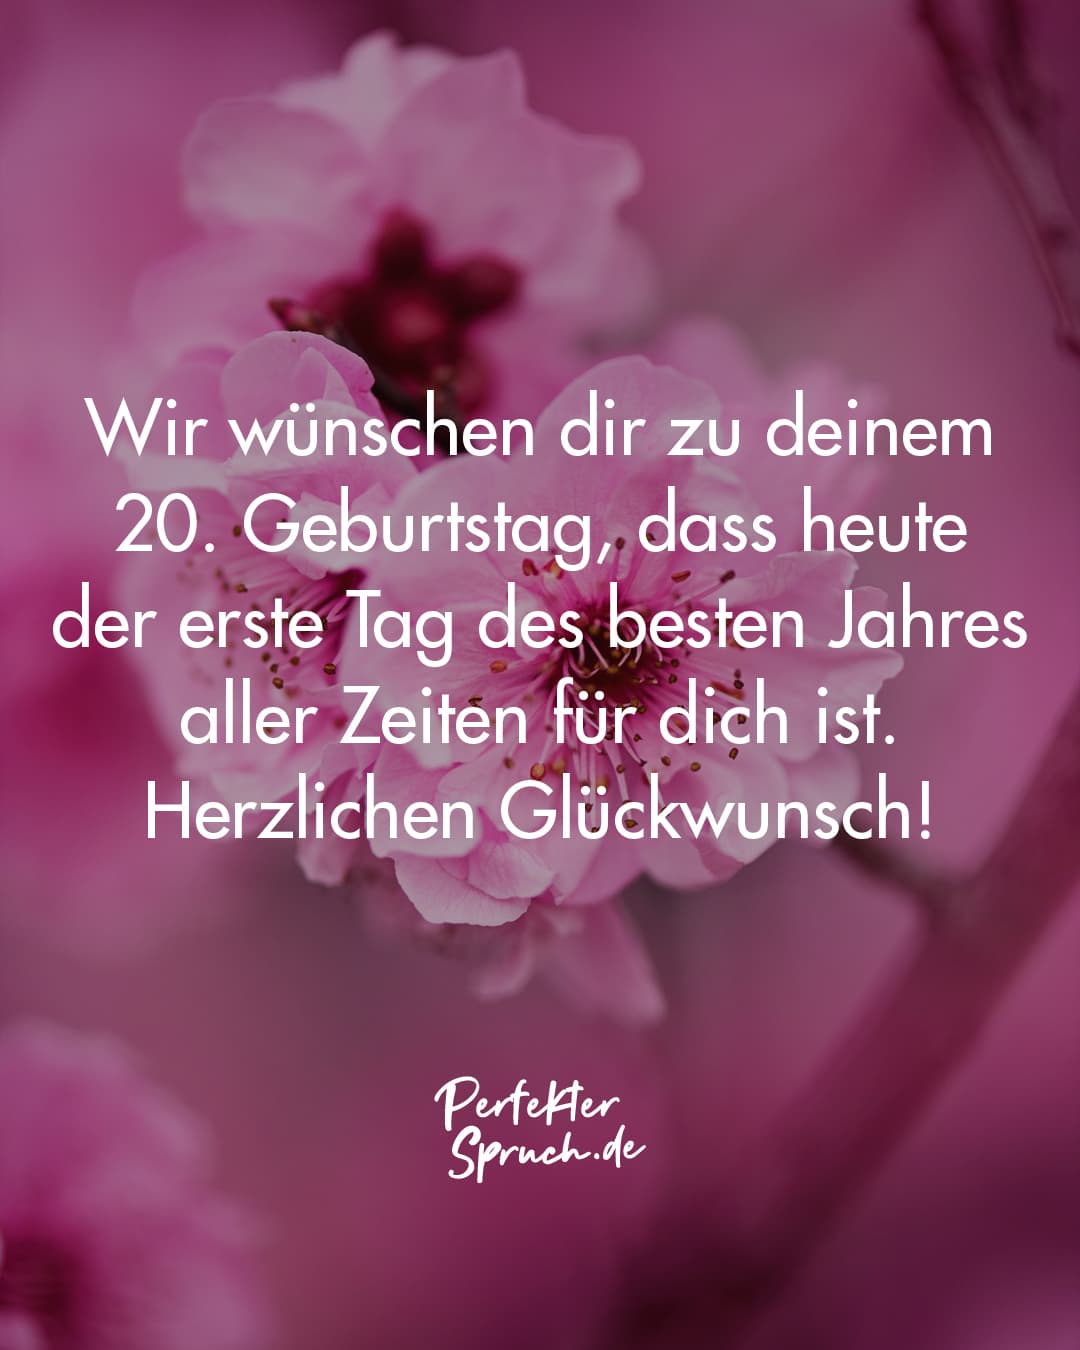 Wir wünschen dir zu deinem
20. Geburtstag, dass heute
der erste Tag des besten Jahres
aller Zeiten für dich ist.
Herzlichen Glückwunsch!
Perfekter
Spruch.de